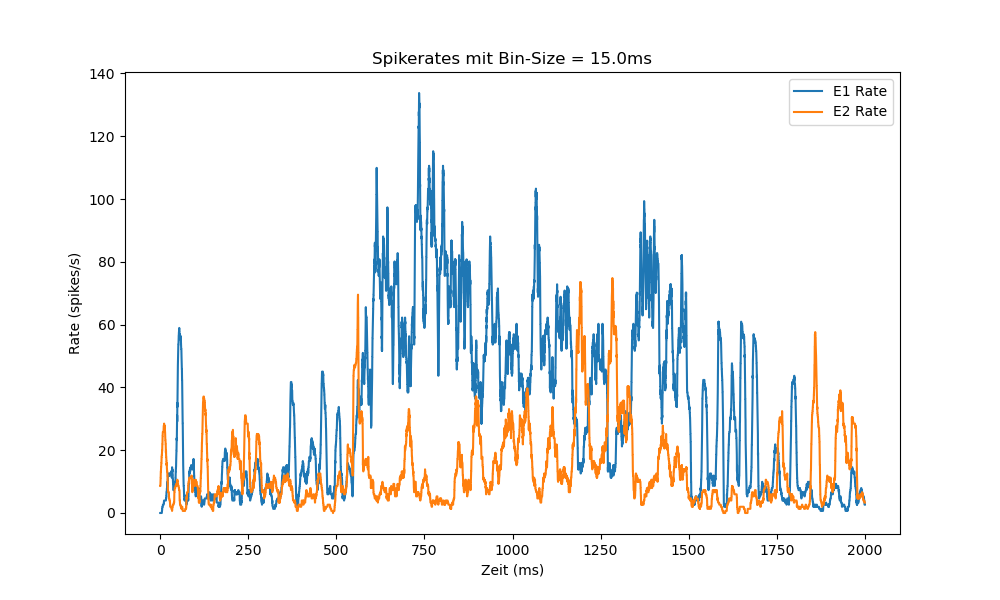 Spikerates mit Bin-Size = 15.0ms
E1 Rate
E2 Rate
Rate (spikes/s)
140
120
100
80
60
40
20
0
0 250 500 750 1000 1250 1500 1750 2000
Zeit (ms)